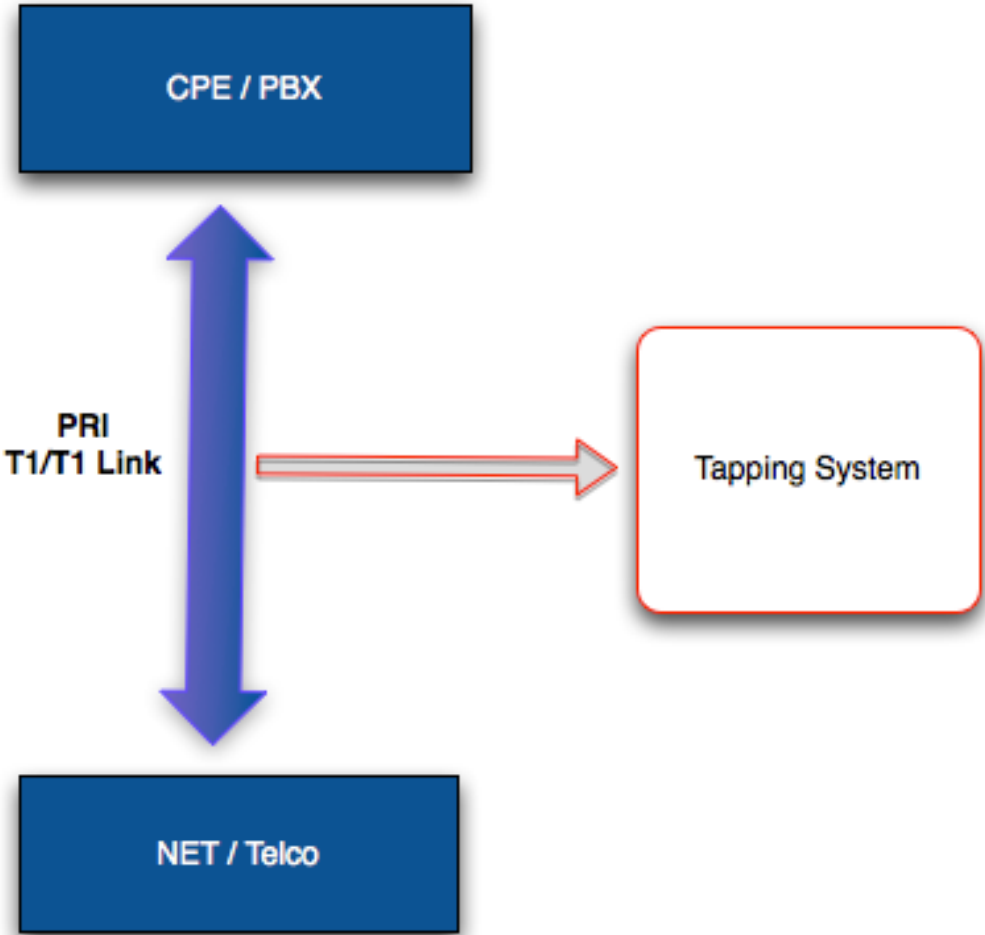 CPE / PBX
PRI
T1/T1 Link
Tapping System
NET / Telco